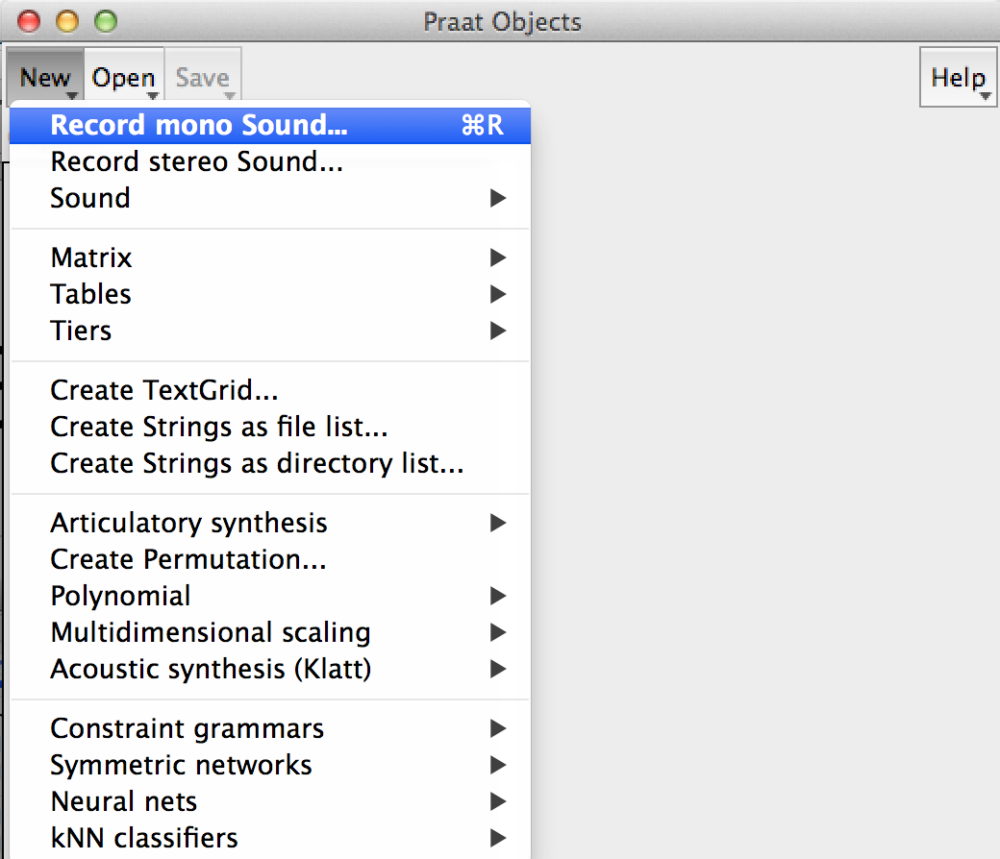 Praat Objects
New Open Save Help
Record mono Sound... ⌘R
Record stereo Sound...
Sound
Matrix
Tables
Tiers
Create TextGrid...
Create Strings as file list...
Create Strings as directory list...
Articulatory synthesis
Create Permutation...
Polynomial
Multidimensional scaling
Acoustic synthesis (Klatt)
Constraint grammars
Symmetric networks
Neural nets
kNN classifiers